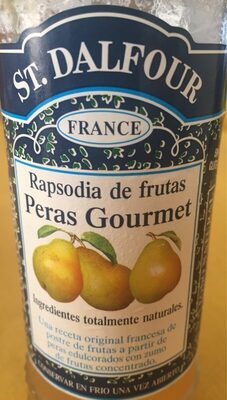 ST. DALFOUR
FRANCE
Rapsodia de frutas
Peras Gourmet
Ingredientes totalmente naturales.
Una receta original francesa de
postre de frutas a partir de
peras edulcorados con zumo
de frutas concentrado.
CONSERVAR EN FRIO UNA VEZ ABIERTO